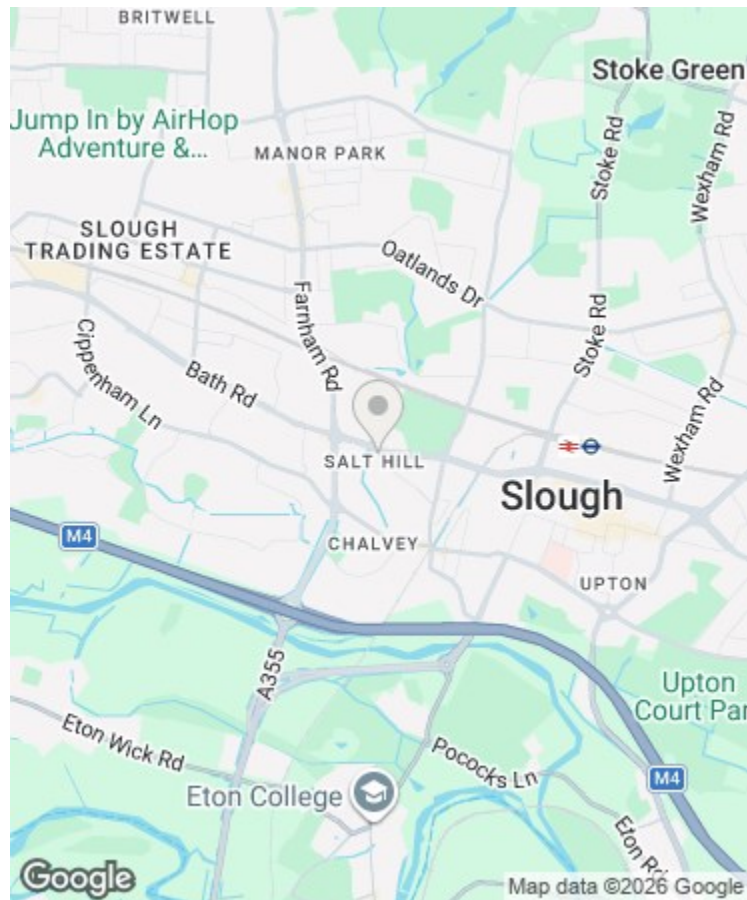 BRITWELL
Stoke Green
Jump In by AirHop
Adventure &...
MANOR PARK
Stoke Rd
Wexham Rd
SLOUGH
TRADING ESTATE
Oatlands Dr
Farnham Rd
Stoke Rd
Cippenham Ln
Bath Rd
Wexham Rd
SALT HILL
Slough
M4
CHALVEY
UPTON
A355
Upton
Court Par
Eton Wick Rd
Pococks Ln
M4
Eton College
Eton Rd
Google
Map data ©2026 Google